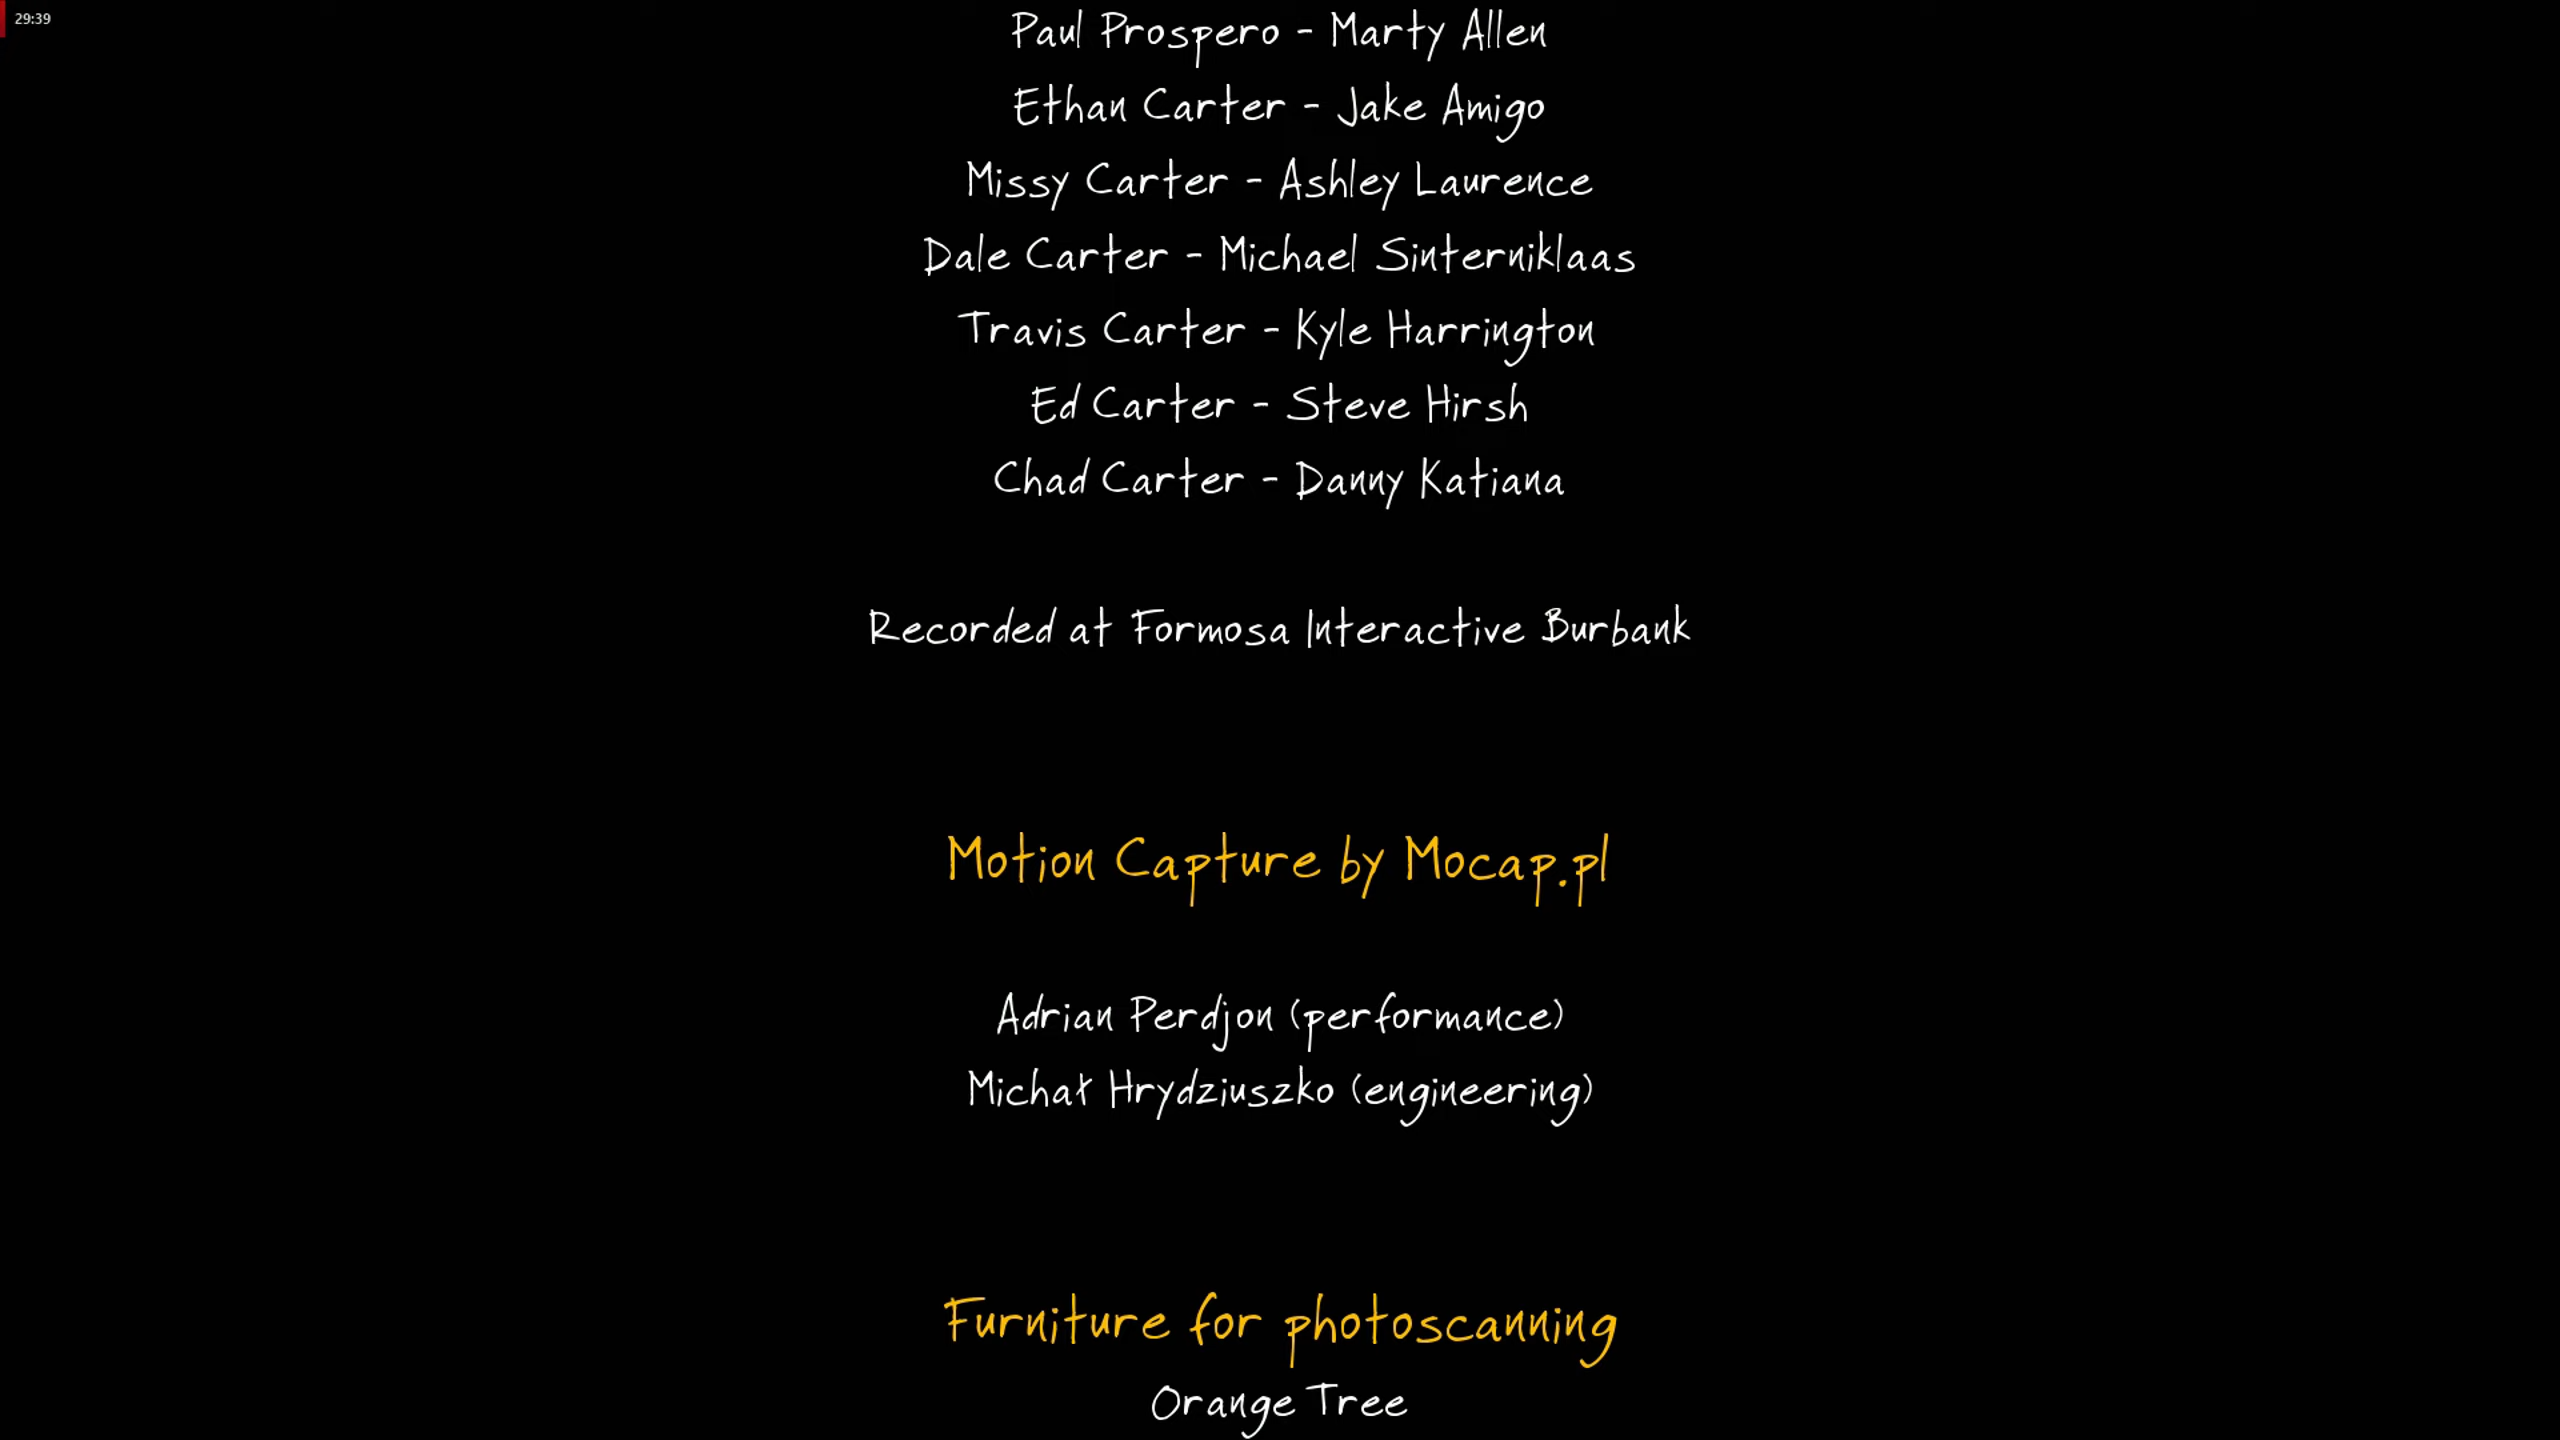 29:39
Paul Prospero - Marty Allen
Ethan Carter - Jake Amigo
Missy Carter - Ashley Laurence
Dale Carter - Michael Sinterniklaas
Travis Carter - Kyle Harrington
Ed Carter - Steve Hirsh
Chad Carter - Danny Katiana
Recorded at Formosa Interactive Burbank
Motion Capture by Mocap.pl
Adrian Perdjon (performance)
Michał Hrydziuszko (engineering)
Furniture for photoscanning
Orange Tree